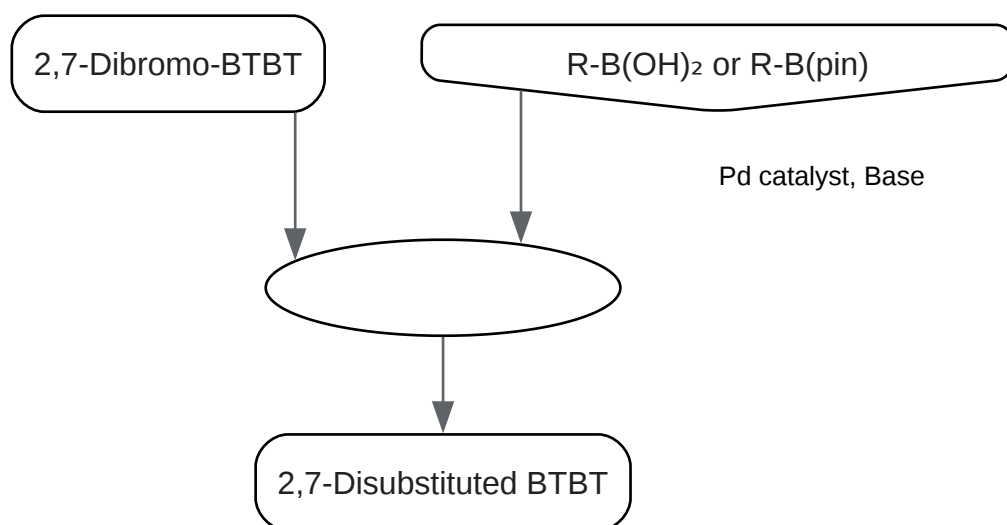 2,7-Dibromo-BTBT
R-B(OH)₂ or R-B(pin)
Pd catalyst, Base
2,7-Disubstituted BTBT